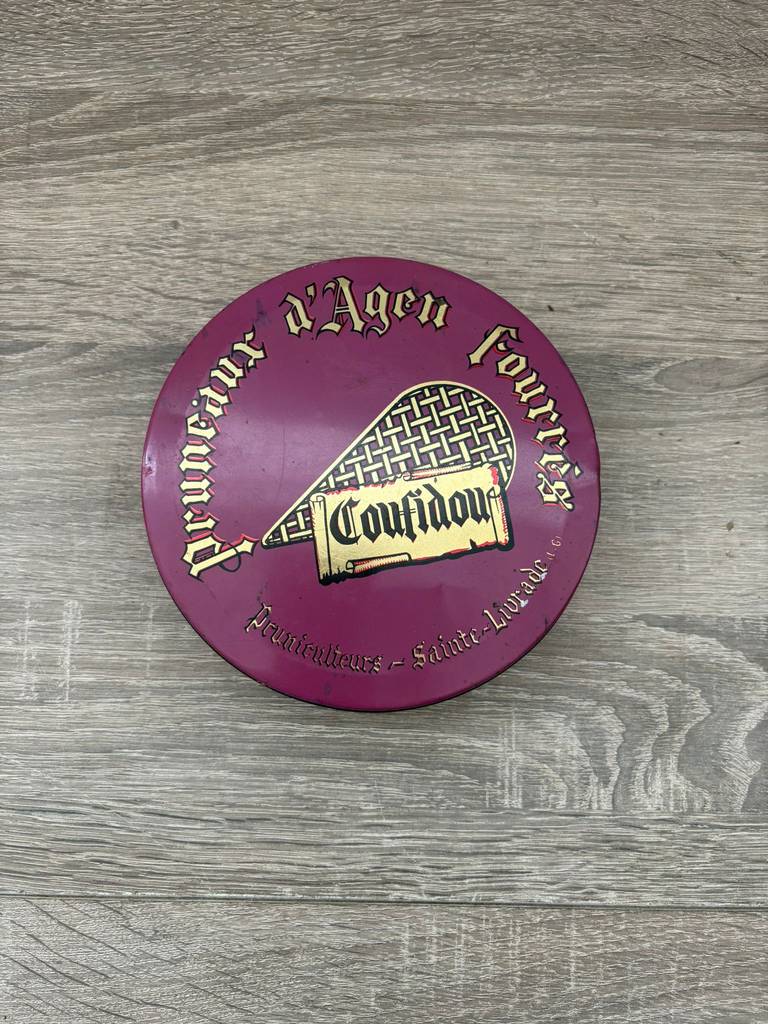 Pruneaux d'Agen Fourrés
Coufidou
Pruniculteurs - Sainte-Livrade (L-G)